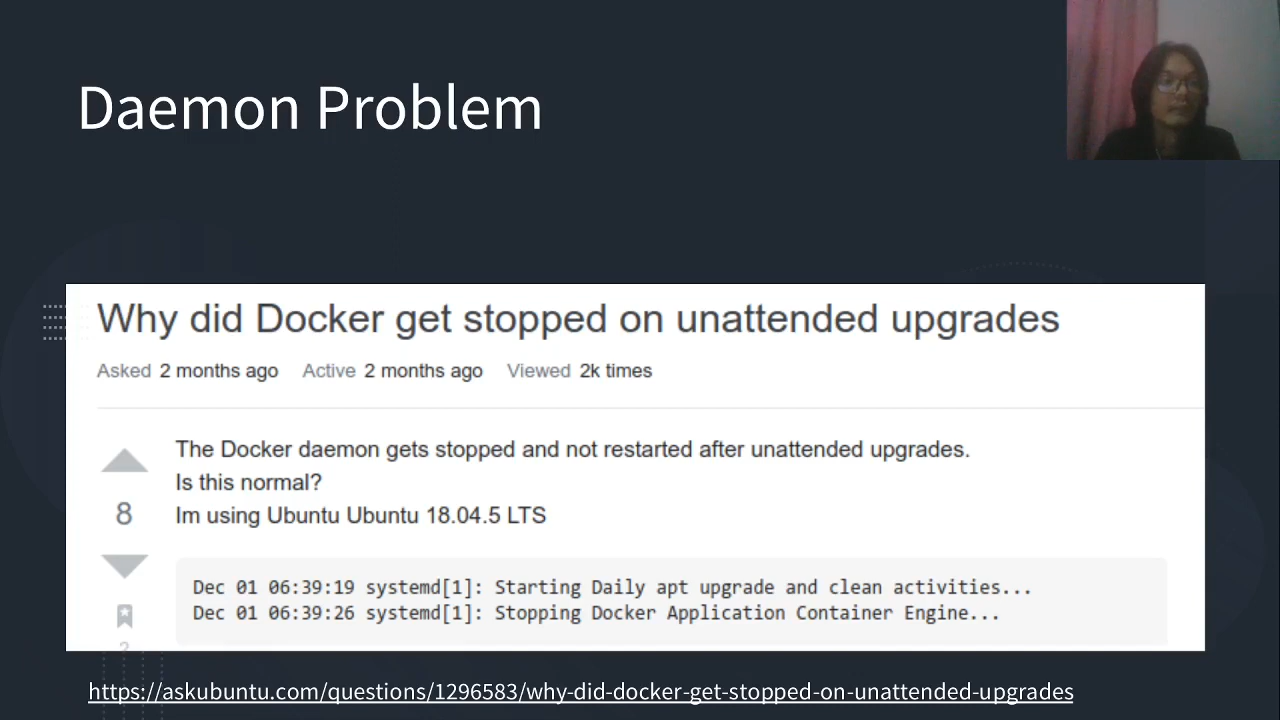 Daemon Problem
Why did Docker get stopped on unattended upgrades
Asked 2 months ago Active 2 months ago Viewed 2k times
The Docker daemon gets stopped and not restarted after unattended upgrades.
Is this normal?
8
Im using Ubuntu Ubuntu 18.04.5 LTS
Dec 01 06:39:19 systemd[1]: Starting Daily apt upgrade and clean activities...
Dec 01 06:39:26 systemd[1]: Stopping Docker Application Container Engine...
https://askubuntu.com/questions/1296583/why-did-docker-get-stopped-on-unattended-upgrades